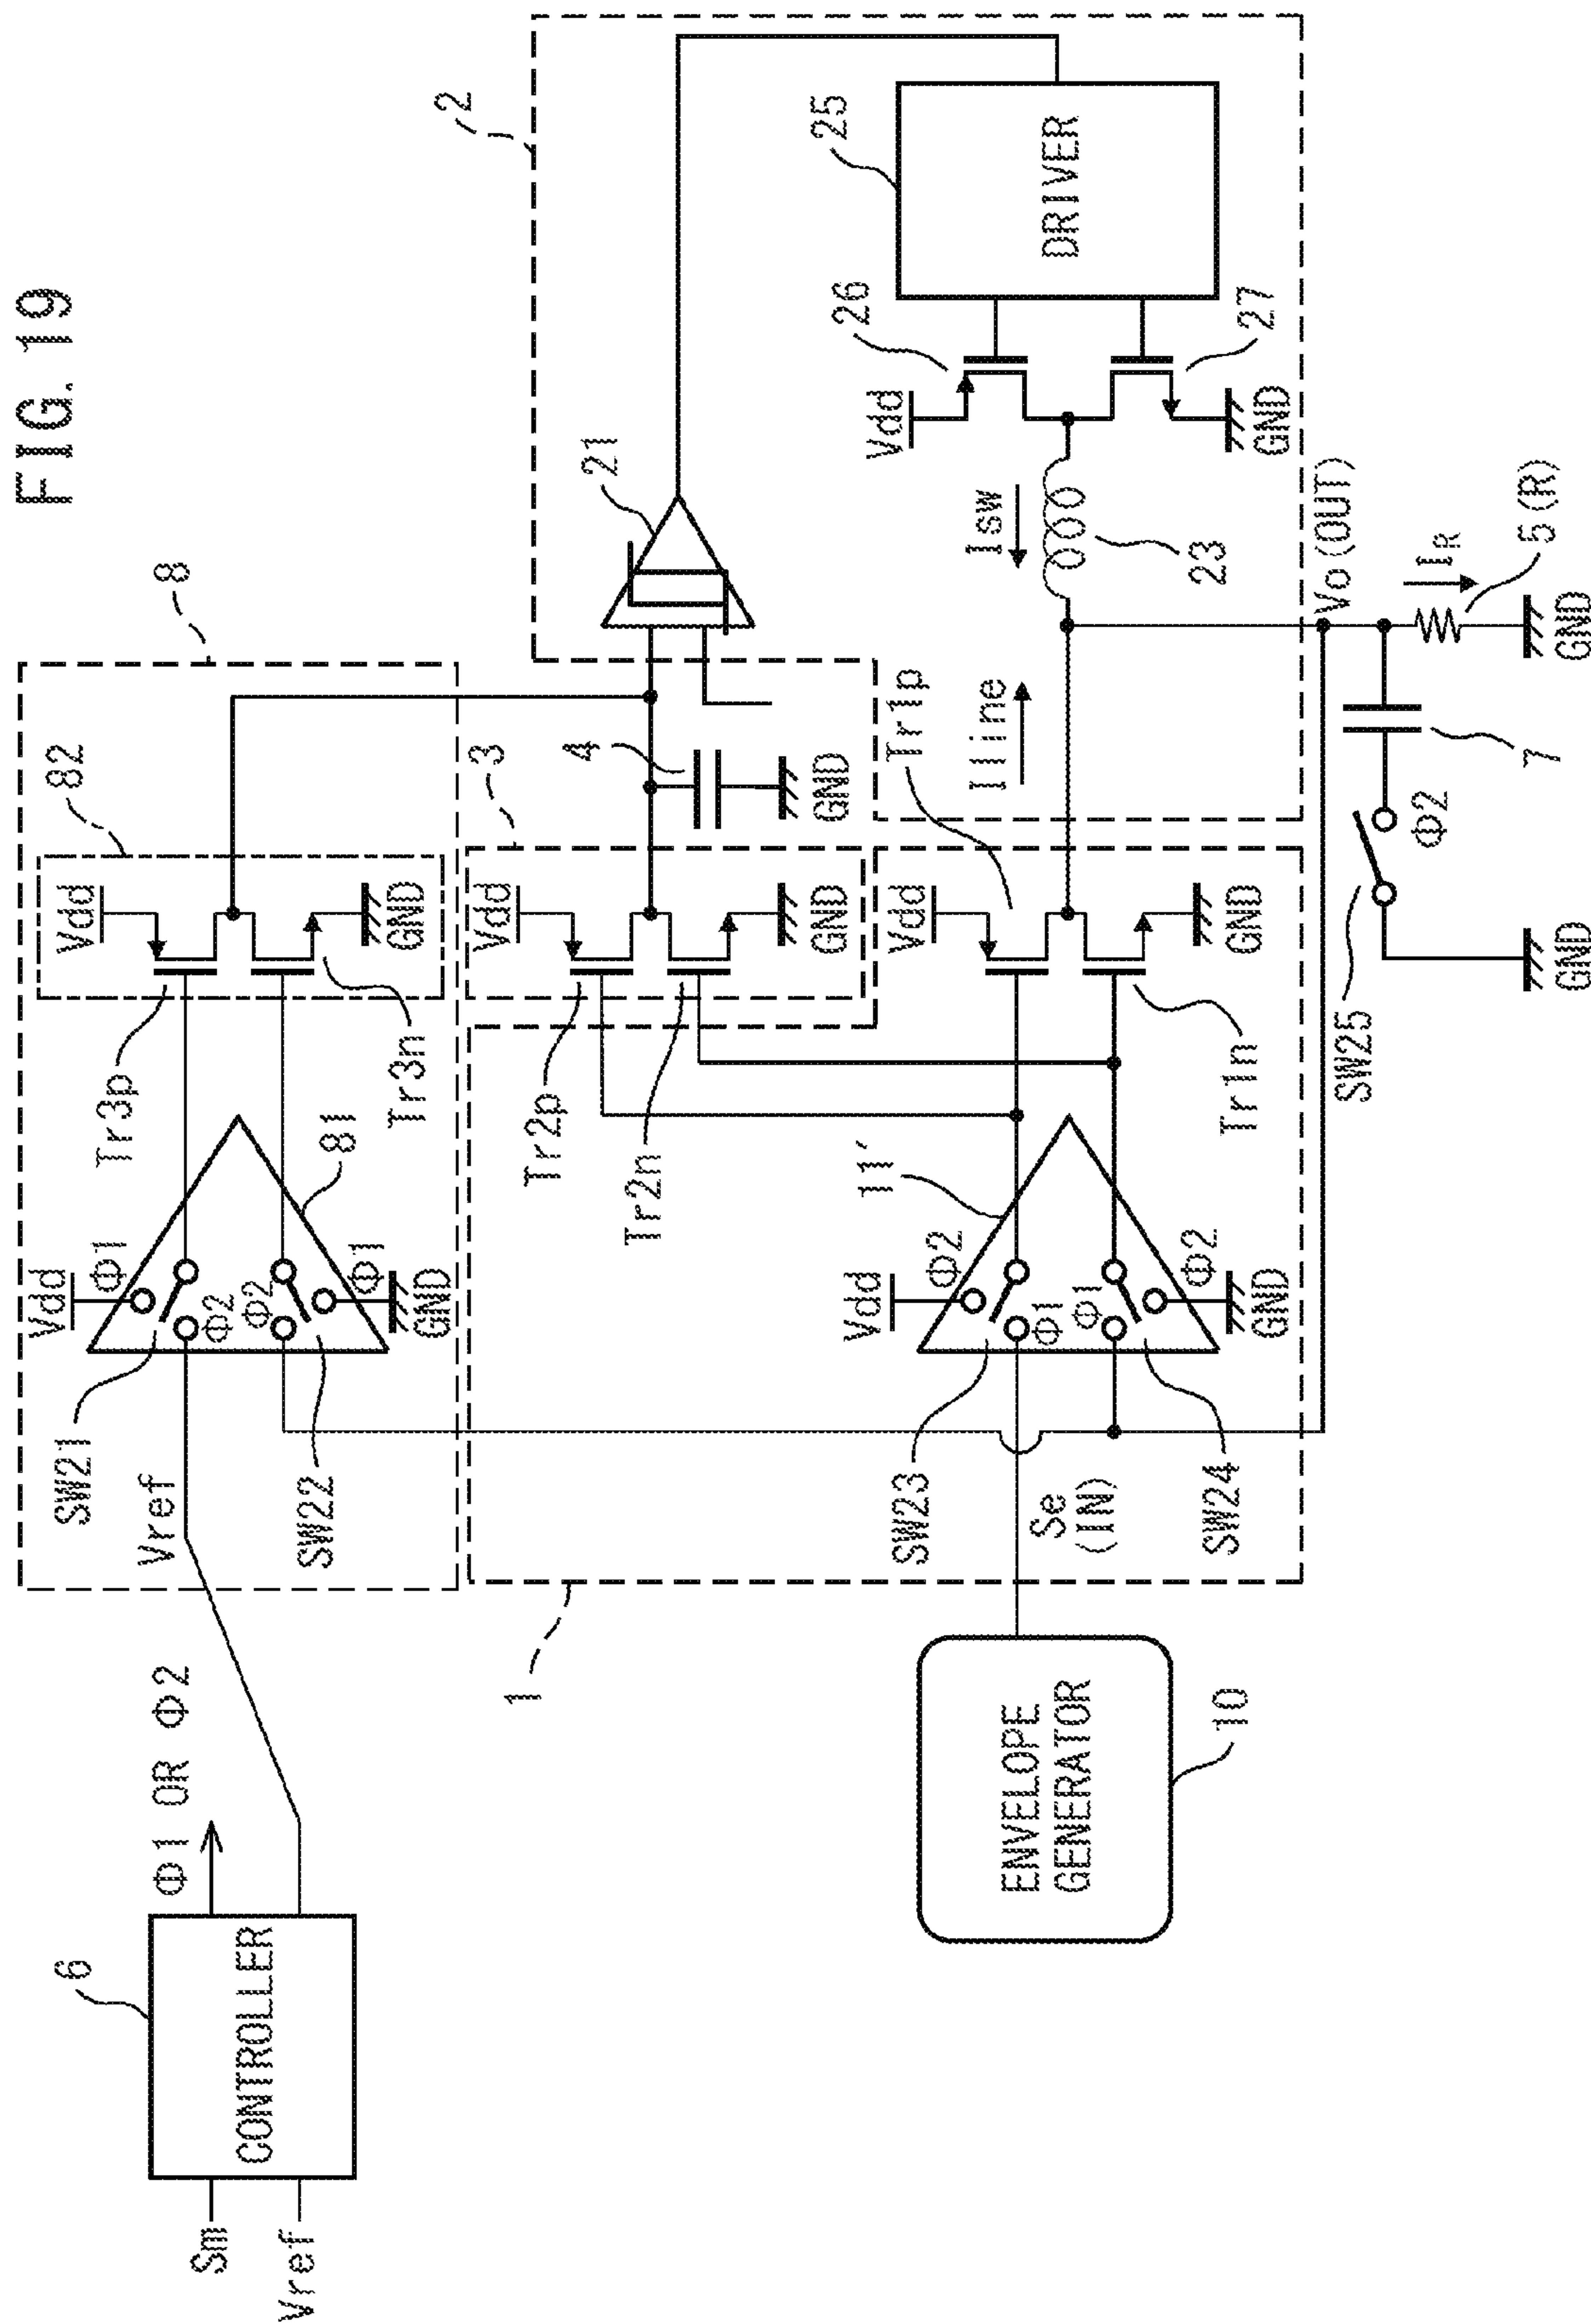 FIG. 19
8
82
2
Vdd
Φ1
Φ2
SW21
Vref
Φ2
Φ1
GND
SW22
81
Tr3p
Tr3n
Vdd
GND
6
CONTROLLER
Sm
Vref
Φ1 OR Φ2
1
3
4
GND
Vdd
GND
Tr2p
Tr2n
21
25
DRIVER
26
27
Vdd
GND
Isw
23
Iline
Tr1p
Vdd
GND
Tr1n
11′
Vdd
Φ2
Φ1
Φ1
Φ2
GND
SW23
SW24
Se
(IN)
ENVELOPE
GENERATOR
10
Vo(OUT)
IR
5(R)
GND
7
Φ2
SW25
GND